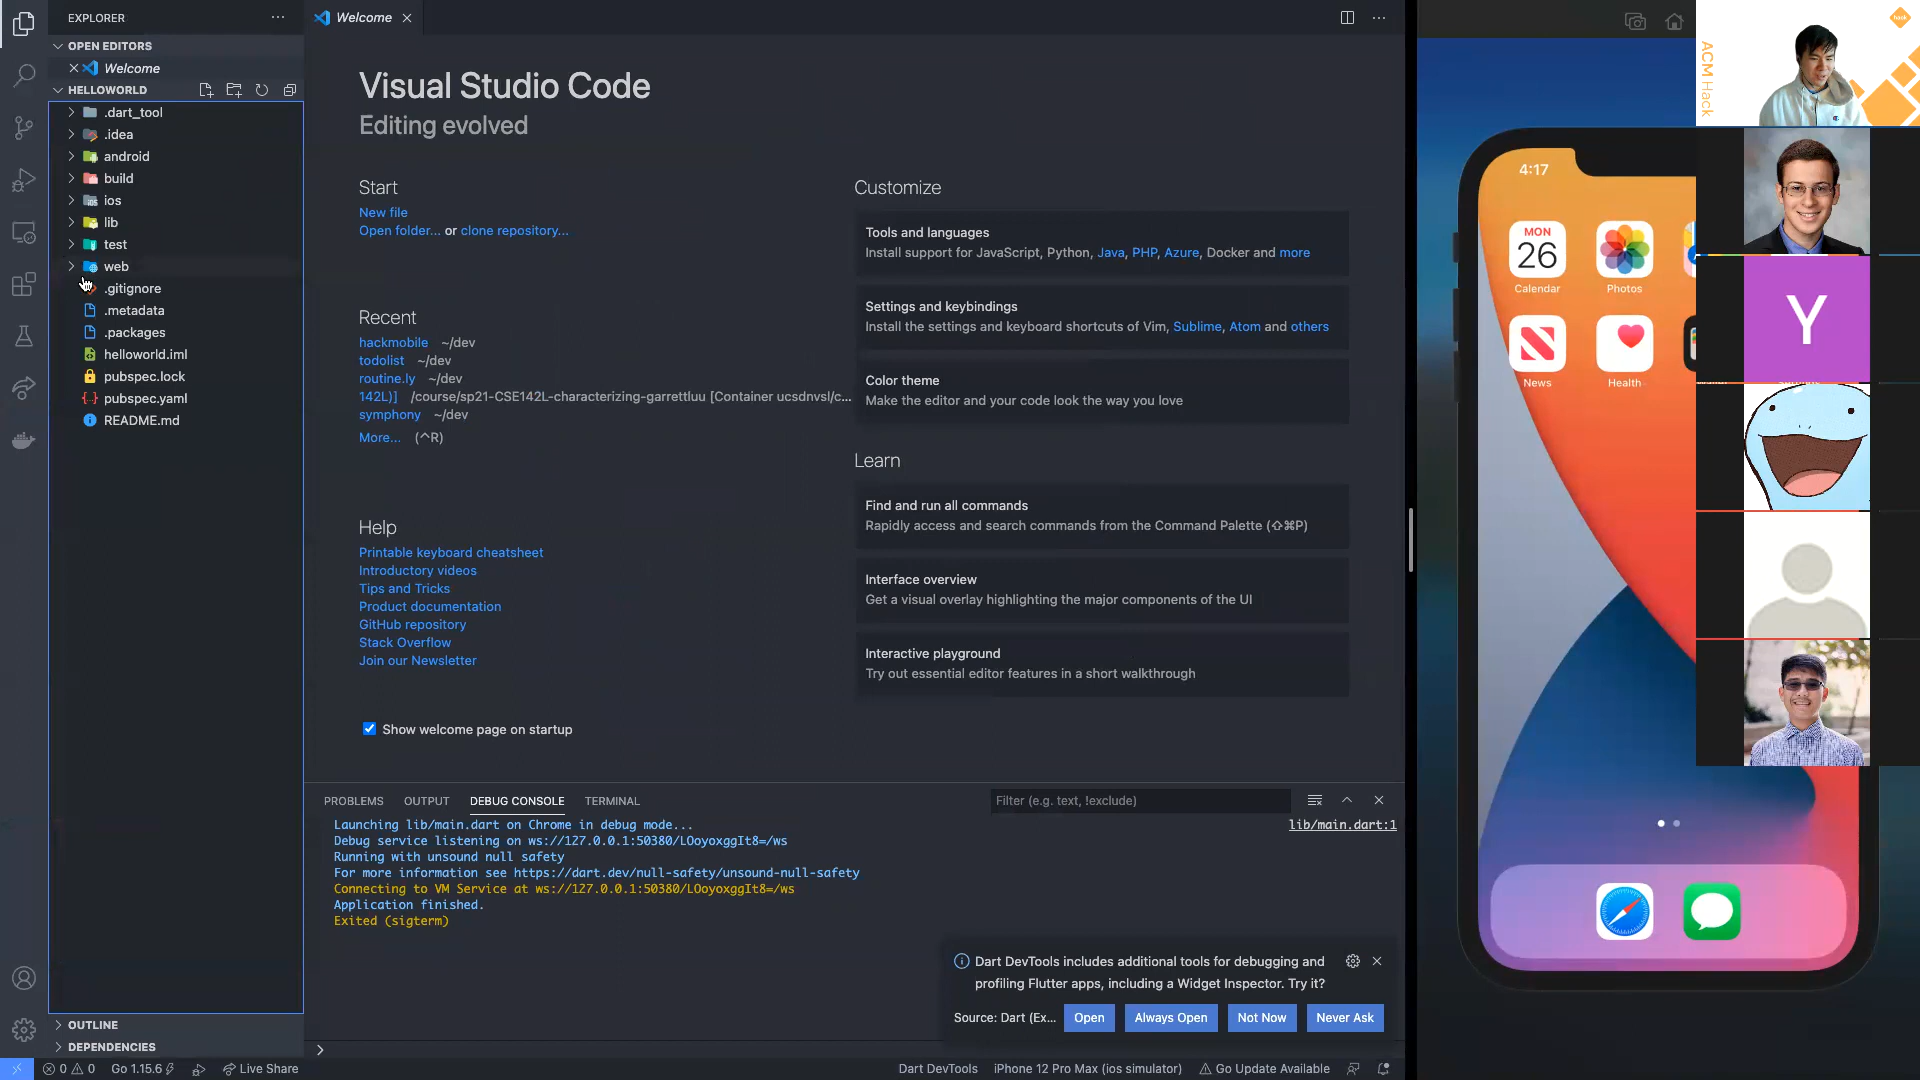 EXPLORER
OPEN EDITORS
Welcome
HELLOWORLD
.dart_tool
.idea
android
build
ios
lib
test
web
.gitignore
.metadata
.packages
helloworld.iml
pubspec.lock
pubspec.yaml
README.md
OUTLINE
DEPENDENCIES
Welcome
Visual Studio Code
Editing evolved
Start
New file
Open folder... or clone repository...
Recent
hackmobile ~/dev
todolist ~/dev
routine.ly ~/dev
142L)] /course/sp21-CSE142L-characterizing-garrettluu [Container ucsdnvsl/c...
symphony ~/dev
More... (^R)
Help
Printable keyboard cheatsheet
Introductory videos
Tips and Tricks
Product documentation
GitHub repository
Stack Overflow
Join our Newsletter
Show welcome page on startup
Customize
Tools and languages
Install support for JavaScript, Python, Java, PHP, Azure, Docker and more
Settings and keybindings
Install the settings and keyboard shortcuts of Vim, Sublime, Atom and others
Color theme
Make the editor and your code look the way you love
Learn
Find and run all commands
Rapidly access and search commands from the Command Palette (⇧⌘P)
Interface overview
Get a visual overlay highlighting the major components of the UI
Interactive playground
Try out essential editor features in a short walkthrough
PROBLEMS OUTPUT DEBUG CONSOLE TERMINAL
Filter (e.g. text, !exclude)
Launching lib/main.dart on Chrome in debug mode...
lib/main.dart:1
Debug service listening on ws://127.0.0.1:50380/LOoyoxggIt8=/ws
Running with unsound null safety
For more information see https://dart.dev/null-safety/unsound-null-safety
Connecting to VM Service at ws://127.0.0.1:50380/LOoyoxggIt8=/ws
Application finished.
Exited (sigterm)
Dart DevTools includes additional tools for debugging and
profiling Flutter apps, including a Widget Inspector. Try it?
Source: Dart (Ex...
Open
Always Open
Not Now
Never Ask
0 0 Go 1.15.6 Live Share
Dart DevTools iPhone 12 Pro Max (ios simulator) Go Update Available
4:17
MON
26
Calendar
Photos
News
Health
ACM Hack
hack
Y